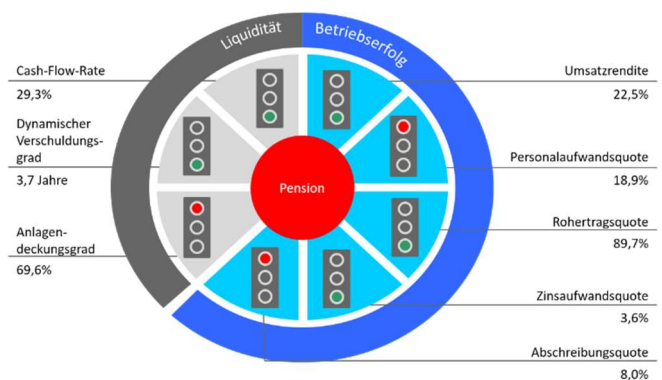 Liquidität
Betriebserfolg
Cash-Flow-Rate
29,3%
Dynamischer
Verschuldungs-
grad
3,7 Jahre
Anlagen-
deckungsgrad
69,6%
Pension
Umsatzrendite
22,5%
Personalaufwandsquote
18,9%
Rohertragsquote
89,7%
Zinsaufwandsquote
3,6%
Abschreibungsquote
8,0%